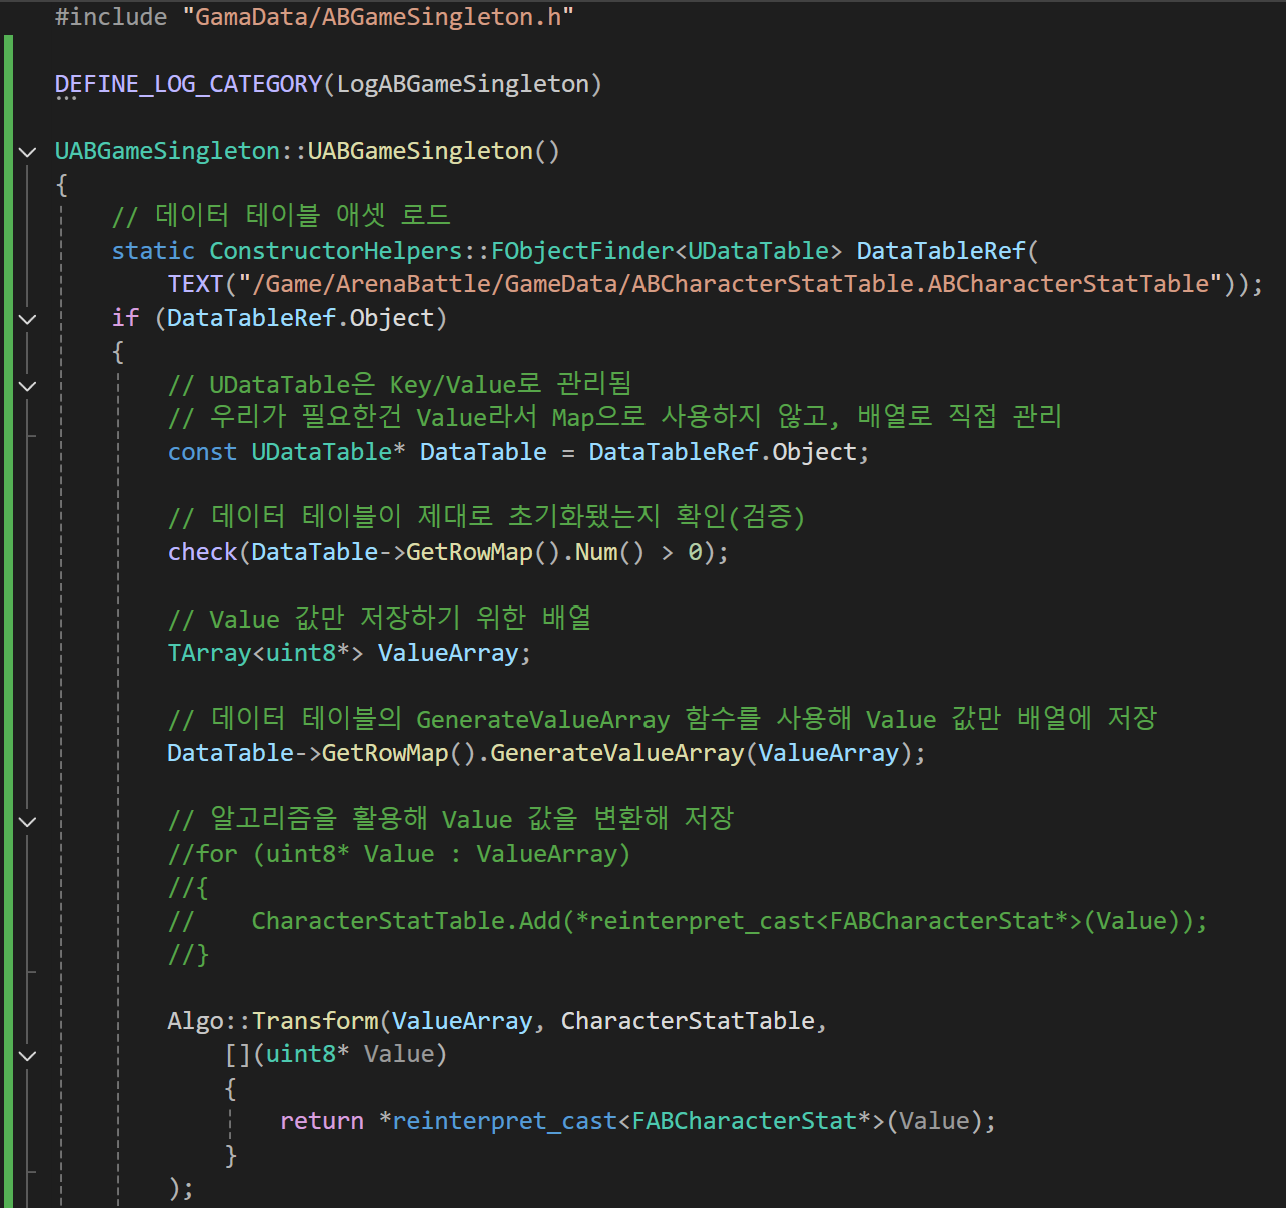 #include "GamaData/ABGameSingleton.h"
DEFINE_LOG_CATEGORY(LogABGameSingleton)
UABGameSingleton::UABGameSingleton()
{
// 데이터 테이블 애셋 로드
static ConstructorHelpers::FObjectFinder<UDataTable> DataTableRef(
TEXT("/Game/ArenaBattle/GameData/ABCharacterStatTable.ABCharacterStatTable"));
if (DataTableRef.Object)
{
// UDataTable은 Key/Value로 관리됨
// 우리가 필요한건 Value라서 Map으로 사용하지 않고, 배열로 직접 관리
const UDataTable* DataTable = DataTableRef.Object;
// 데이터 테이블이 제대로 초기화됐는지 확인(검증)
check(DataTable->GetRowMap().Num() > 0);
// Value 값만 저장하기 위한 배열
TArray<uint8*> ValueArray;
// 데이터 테이블의 GenerateValueArray 함수를 사용해 Value 값만 배열에 저장
DataTable->GetRowMap().GenerateValueArray(ValueArray);
// 알고리즘을 활용해 Value 값을 변환해 저장
//for (uint8* Value : ValueArray)
//{
//    CharacterStatTable.Add(*reinterpret_cast<FABCharacterStat*>(Value));
//}
Algo::Transform(ValueArray, CharacterStatTable,
[](uint8* Value)
{
return *reinterpret_cast<FABCharacterStat*>(Value);
}
);